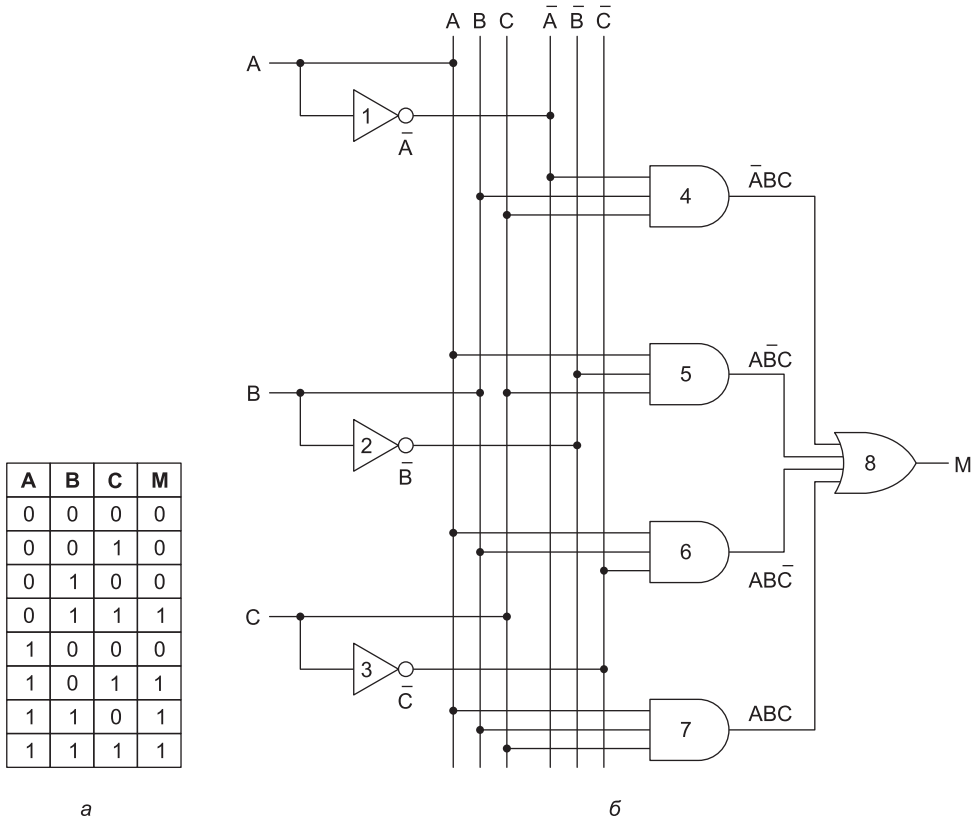 A B C A̅ B̅ C̅
A
1
A̅
4
A̅BC
5
AB̅C
B
2
B̅
8
M
A B C M
0 0 0 0
0 0 1 0
0 1 0 0
0 1 1 1
1 0 0 0
1 0 1 1
1 1 0 1
1 1 1 1
6
ABC̅
C
3
C̅
7
ABC
а
б